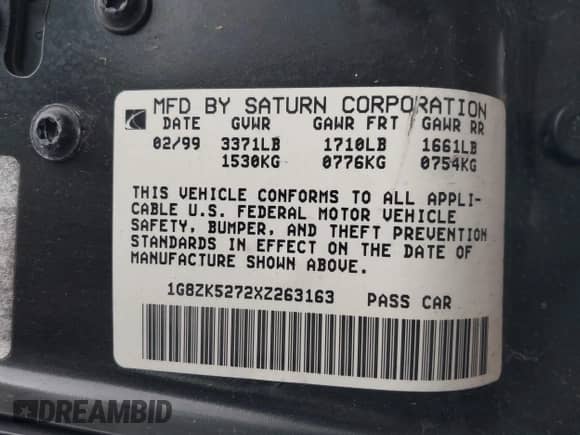 MFD BY SATURN CORPORATION
DATE GVWR GAWR FRT GAWR RR
02/99 3371LB 1710LB 1661LB
1530KG 0776KG 0754KG
THIS VEHICLE CONFORMS TO ALL APPLI-
CABLE U.S. FEDERAL MOTOR VEHICLE
SAFETY, BUMPER, AND THEFT PREVENTION
STANDARDS IN EFFECT ON THE DATE OF
MANUFACTURE SHOWN ABOVE.
1G8ZK5272XZ263163 PASS CAR
DREAMBID